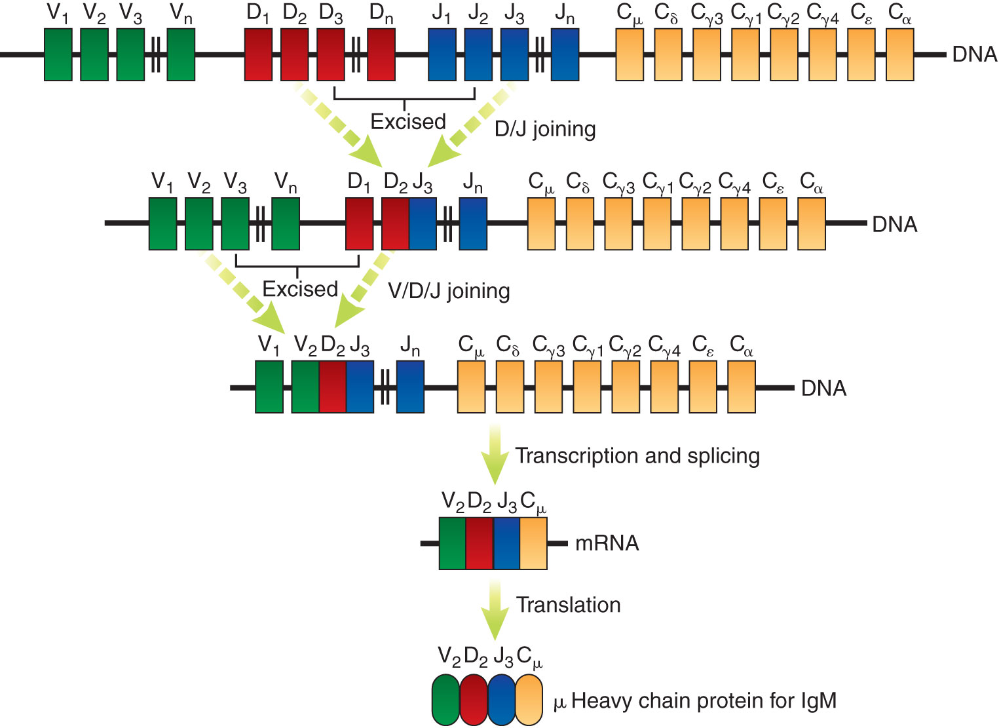 V1 V2 V3 Vn D1 D2 D3 Dn J1 J2 J3 Jn Cμ Cδ Cγ3 Cγ1 Cγ2 Cγ4 Cε Cα
DNA
Excised
D/J joining
V1 V2 V3 Vn D1 D2 J3 Jn Cμ Cδ Cγ3 Cγ1 Cγ2 Cγ4 Cε Cα
DNA
Excised
V/D/J joining
V1 V2 D2 J3 Jn Cμ Cδ Cγ3 Cγ1 Cγ2 Cγ4 Cε Cα
DNA
Transcription and splicing
V2 D2 J3 Cμ
mRNA
Translation
V2 D2 J3 Cμ
μ Heavy chain protein for IgM